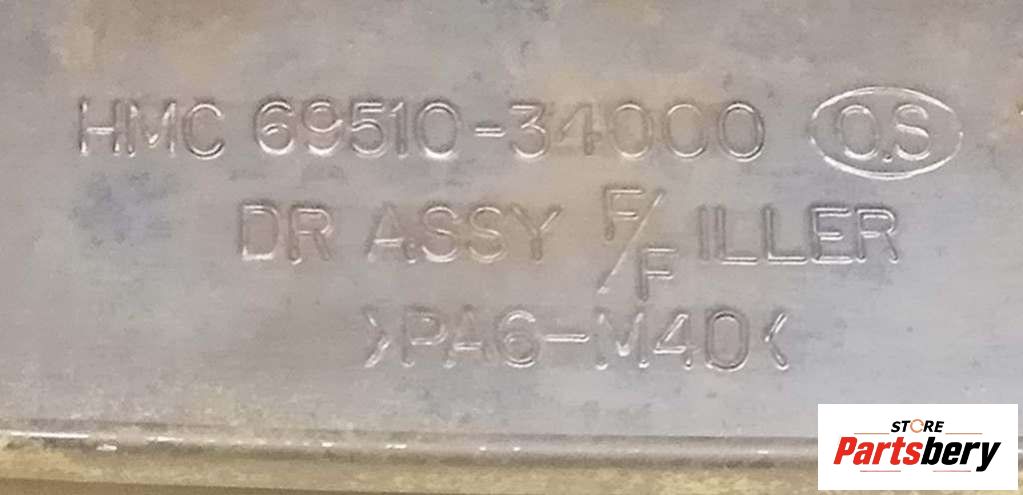 HMC 69510-34000 O.S
DR ASSY F/F ILLER
>PA6-M40<
STORE
Partsbery